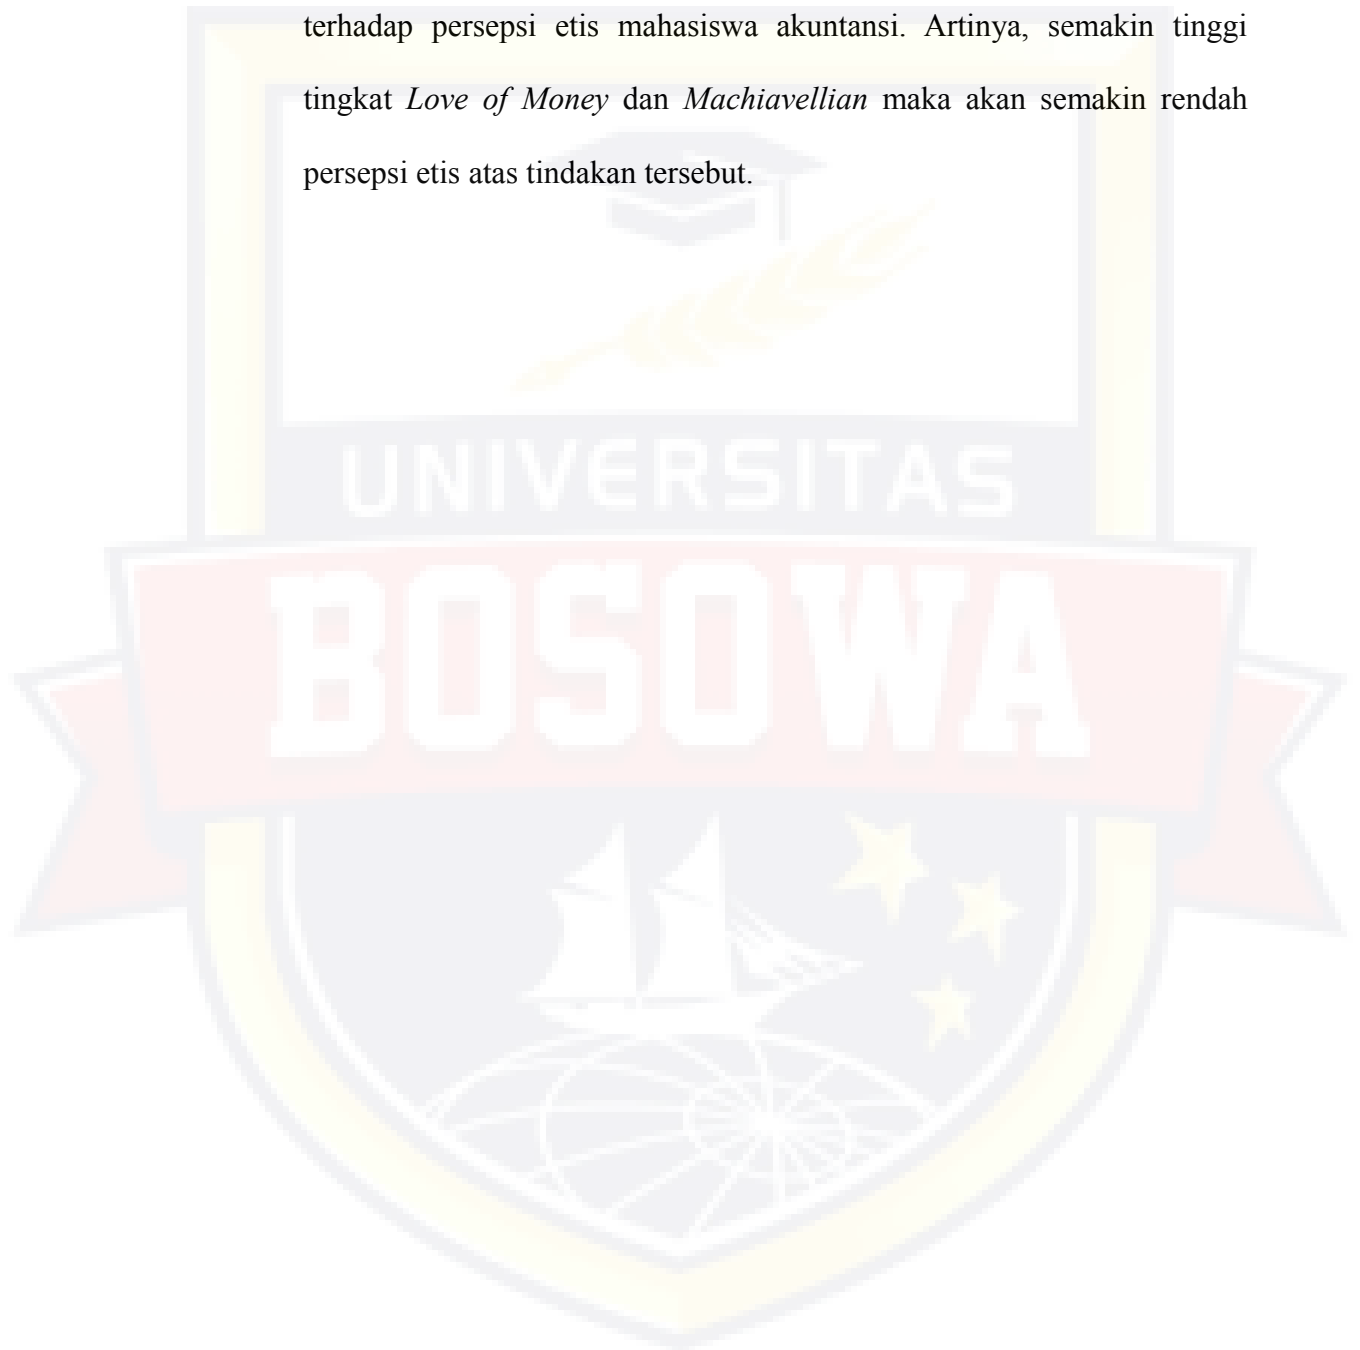 terhadap persepsi etis mahasiswa akuntansi. Artinya, semakin tinggi
tingkat Love of Money dan Machiavellian maka akan semakin rendah
persepsi etis atas tindakan tersebut.
UNIVERSITAS
BOSOWA